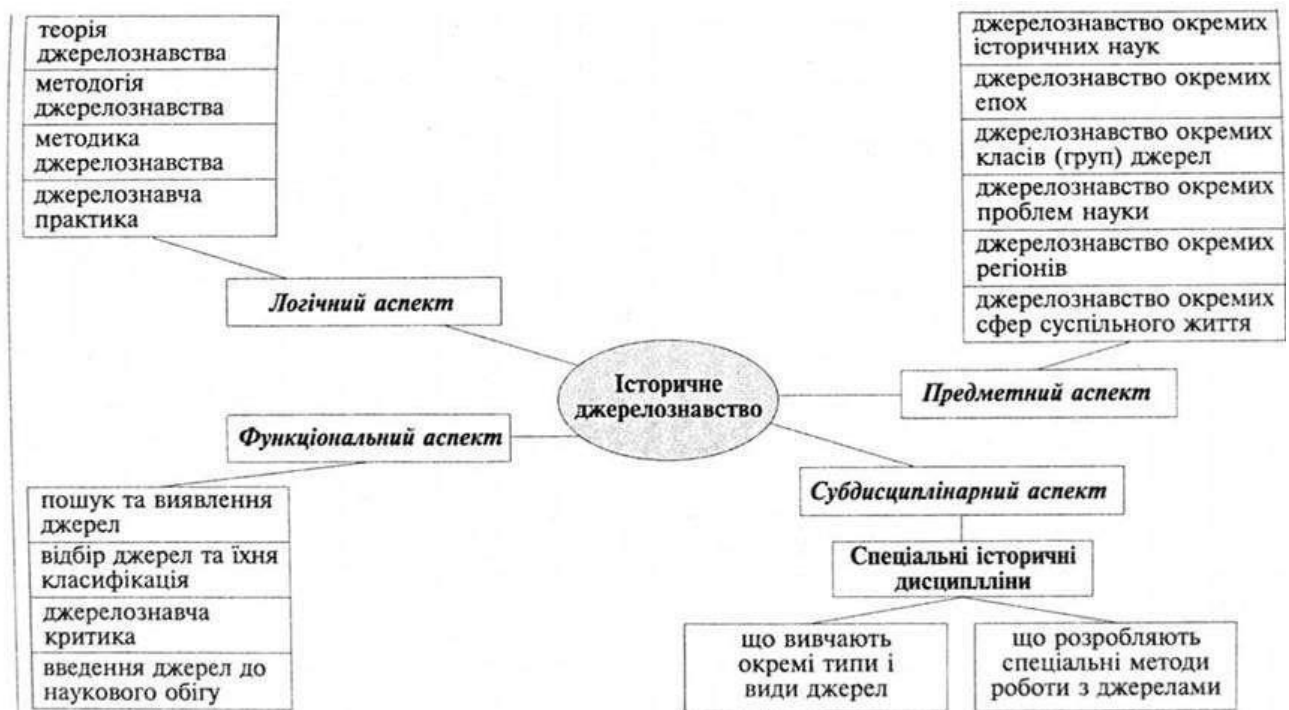 теорія
джерелознавства
методогія
джерелознавства
методика
джерелознавства
джерелознавча
практика
Логічний аспект
джерелознавство окремих
історичних наук
джерелознавство окремих
епох
джерелознавство окремих
класів (груп) джерел
джерелознавство окремих
проблем науки
джерелознавство окремих
регіонів
джерелознавство окремих
сфер суспільного життя
Історичне
джерелознавство
Предметний аспект
Функціональний аспект
пошук та виявлення
джерел
відбір джерел та їхня
класифікація
джерелознавча
критика
введення джерел до
наукового обігу
Субдисциплінарний аспект
Спеціальні історичні
дисциплліни
що вивчають
окремі типи і
види джерел
що розробляють
спеціальні методи
роботи з джерелами